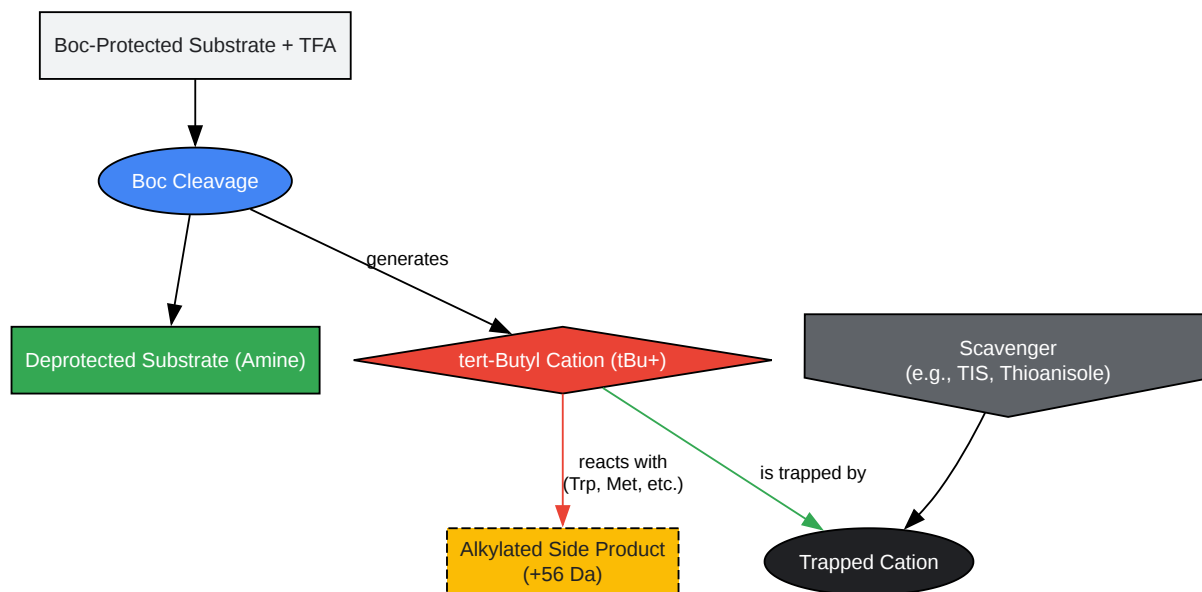 Boc-Protected Substrate + TFA
Boc Cleavage
generates
Deprotected Substrate (Amine)
tert-Butyl Cation (tBu+)
Scavenger
(e.g., TIS, Thioanisole)
reacts with
(Trp, Met, etc.)
is trapped by
Alkylated Side Product
(+56 Da)
Trapped Cation